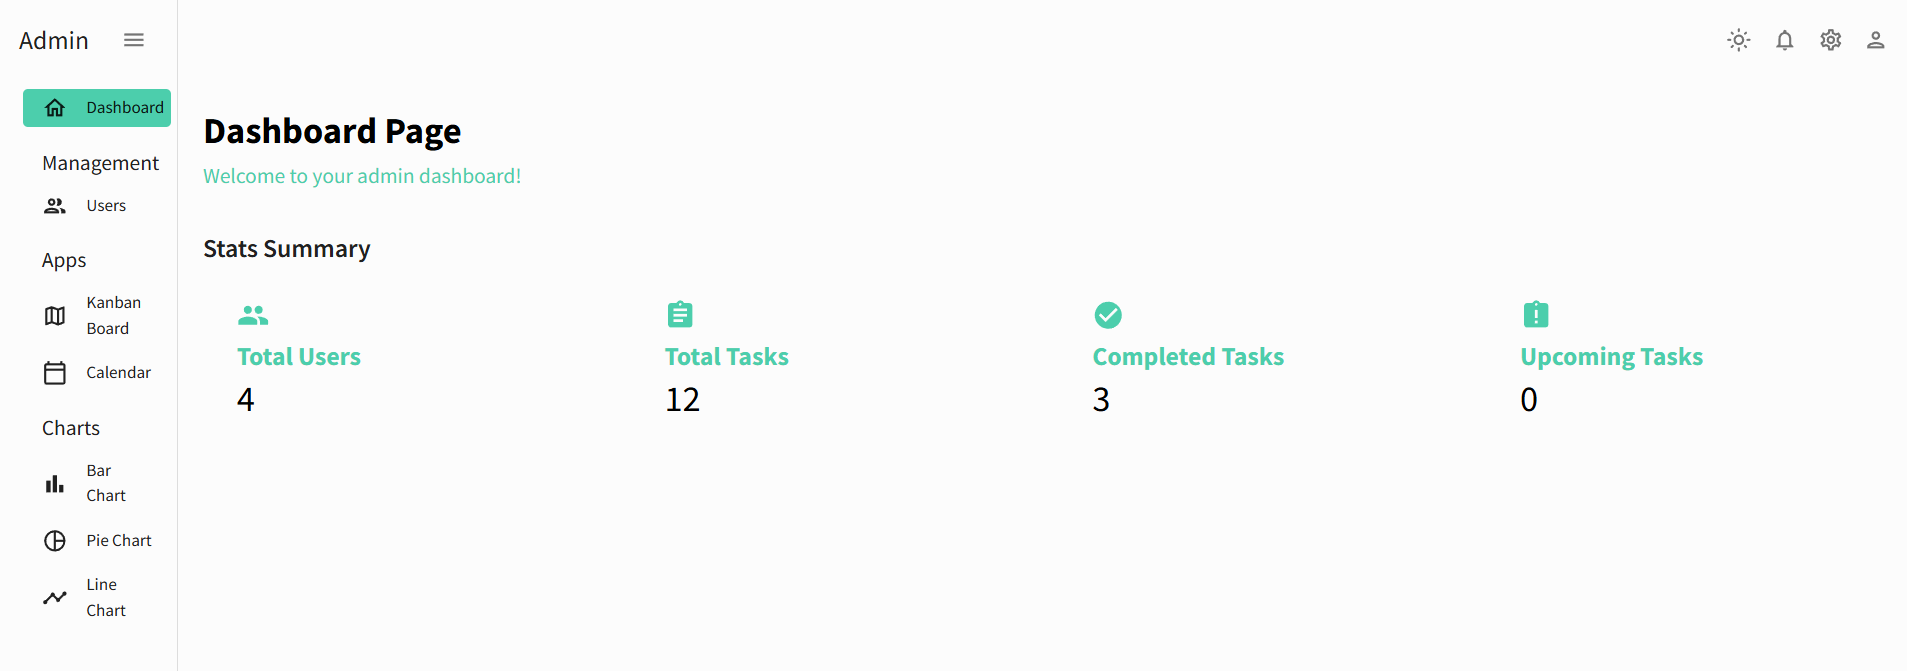 Admin
Dashboard
Management
Users
Apps
Kanban
Board
Calendar
Charts
Bar
Chart
Pie Chart
Line
Chart
Dashboard Page
Welcome to your admin dashboard!
Stats Summary
Total Users
4
Total Tasks
12
Completed Tasks
3
Upcoming Tasks
0